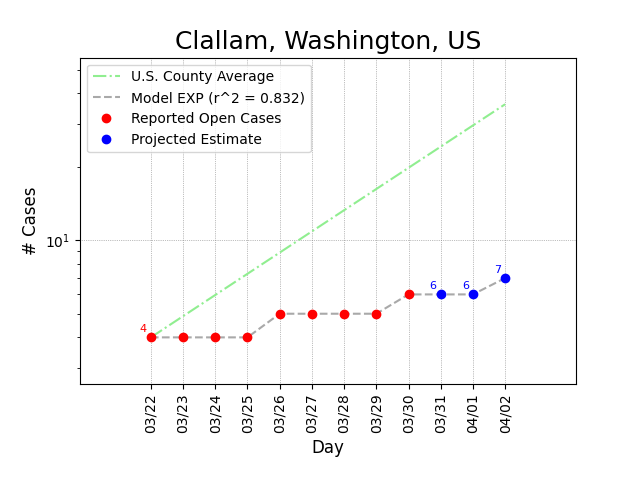 Clallam, Washington, US
U.S. County Average
Model EXP (r^2 = 0.832)
Reported Open Cases
Projected Estimate
# Cases
10^1
4
6
6
7
03/22
03/23
03/24
03/25
03/26
03/27
03/28
03/29
03/30
03/31
04/01
04/02
Day